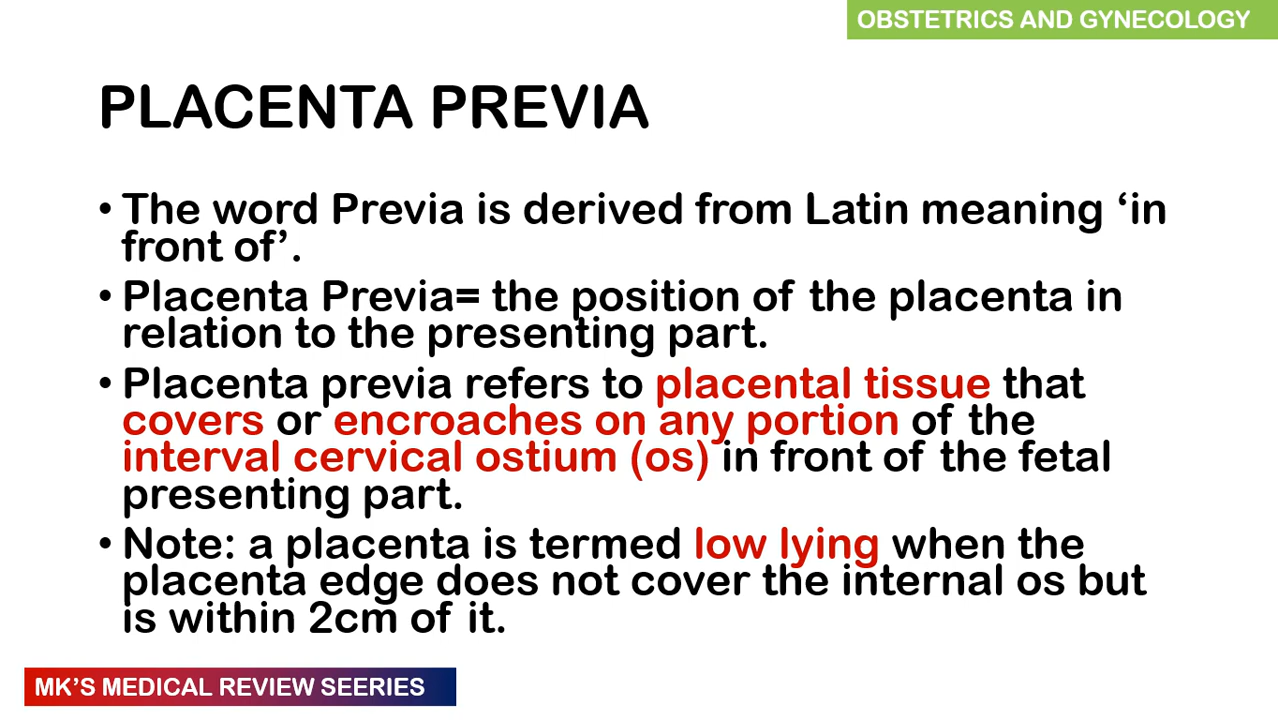 OBSTETRICS AND GYNECOLOGY
PLACENTA PREVIA
• The word Previa is derived from Latin meaning ‘in
front of’.
• Placenta Previa= the position of the placenta in
relation to the presenting part.
• Placenta previa refers to placental tissue that
covers or encroaches on any portion of the
interval cervical ostium (os) in front of the fetal
presenting part.
• Note: a placenta is termed low lying when the
placenta edge does not cover the internal os but
is within 2cm of it.
MK’S MEDICAL REVIEW SEERIES